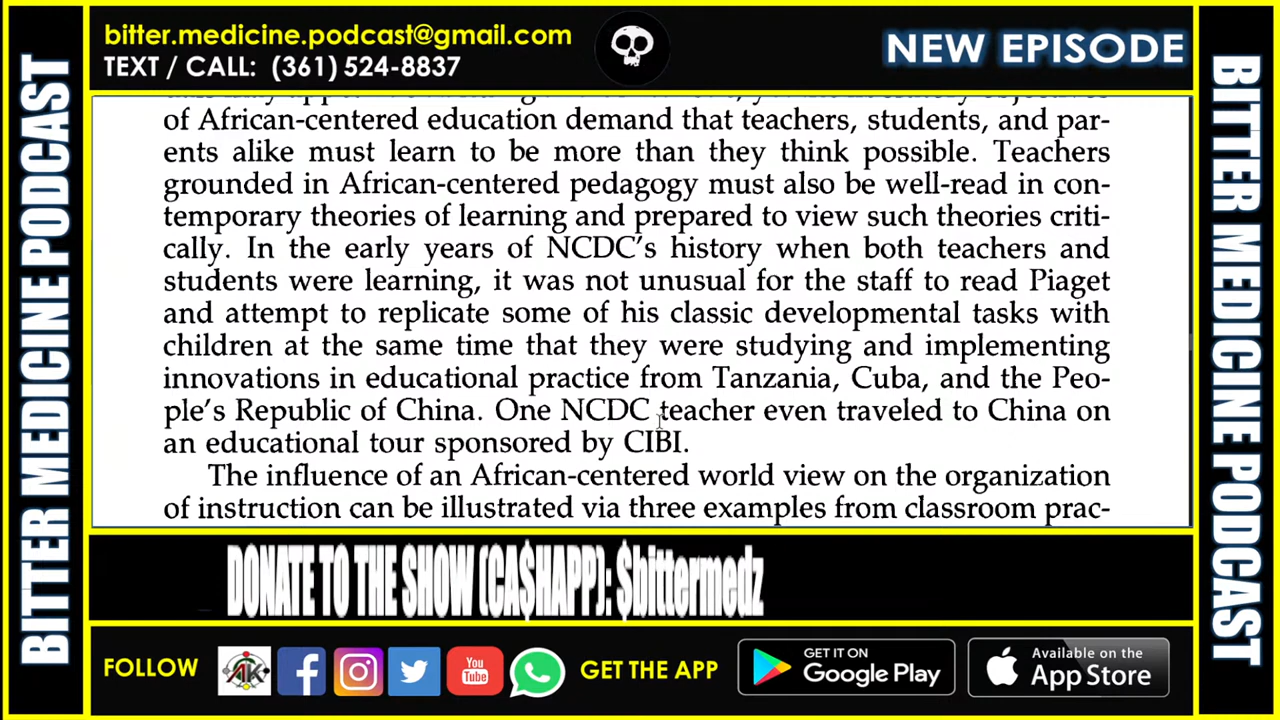 bitter.medicine.podcast@gmail.com
TEXT / CALL: (361) 524-8837
NEW EPISODE
BITTER MEDICINE PODCAST
of African-centered education demand that teachers, students, and par-
ents alike must learn to be more than they think possible. Teachers
grounded in African-centered pedagogy must also be well-read in con-
temporary theories of learning and prepared to view such theories criti-
cally. In the early years of NCDC's history when both teachers and
students were learning, it was not unusual for the staff to read Piaget
and attempt to replicate some of his classic developmental tasks with
children at the same time that they were studying and implementing
innovations in educational practice from Tanzania, Cuba, and the Peo-
ple's Republic of China. One NCDC teacher even traveled to China on
an educational tour sponsored by CIBI.
The influence of an African-centered world view on the organization
of instruction can be illustrated via three examples from classroom prac-
BITTER MEDICINE PODCAST
DONATE TO THE SHOW (CA$HAPP): $bittermedz
FOLLOW
ATK
You
Tube
GET THE APP
GET IT ON
Google Play
Available on the
App Store